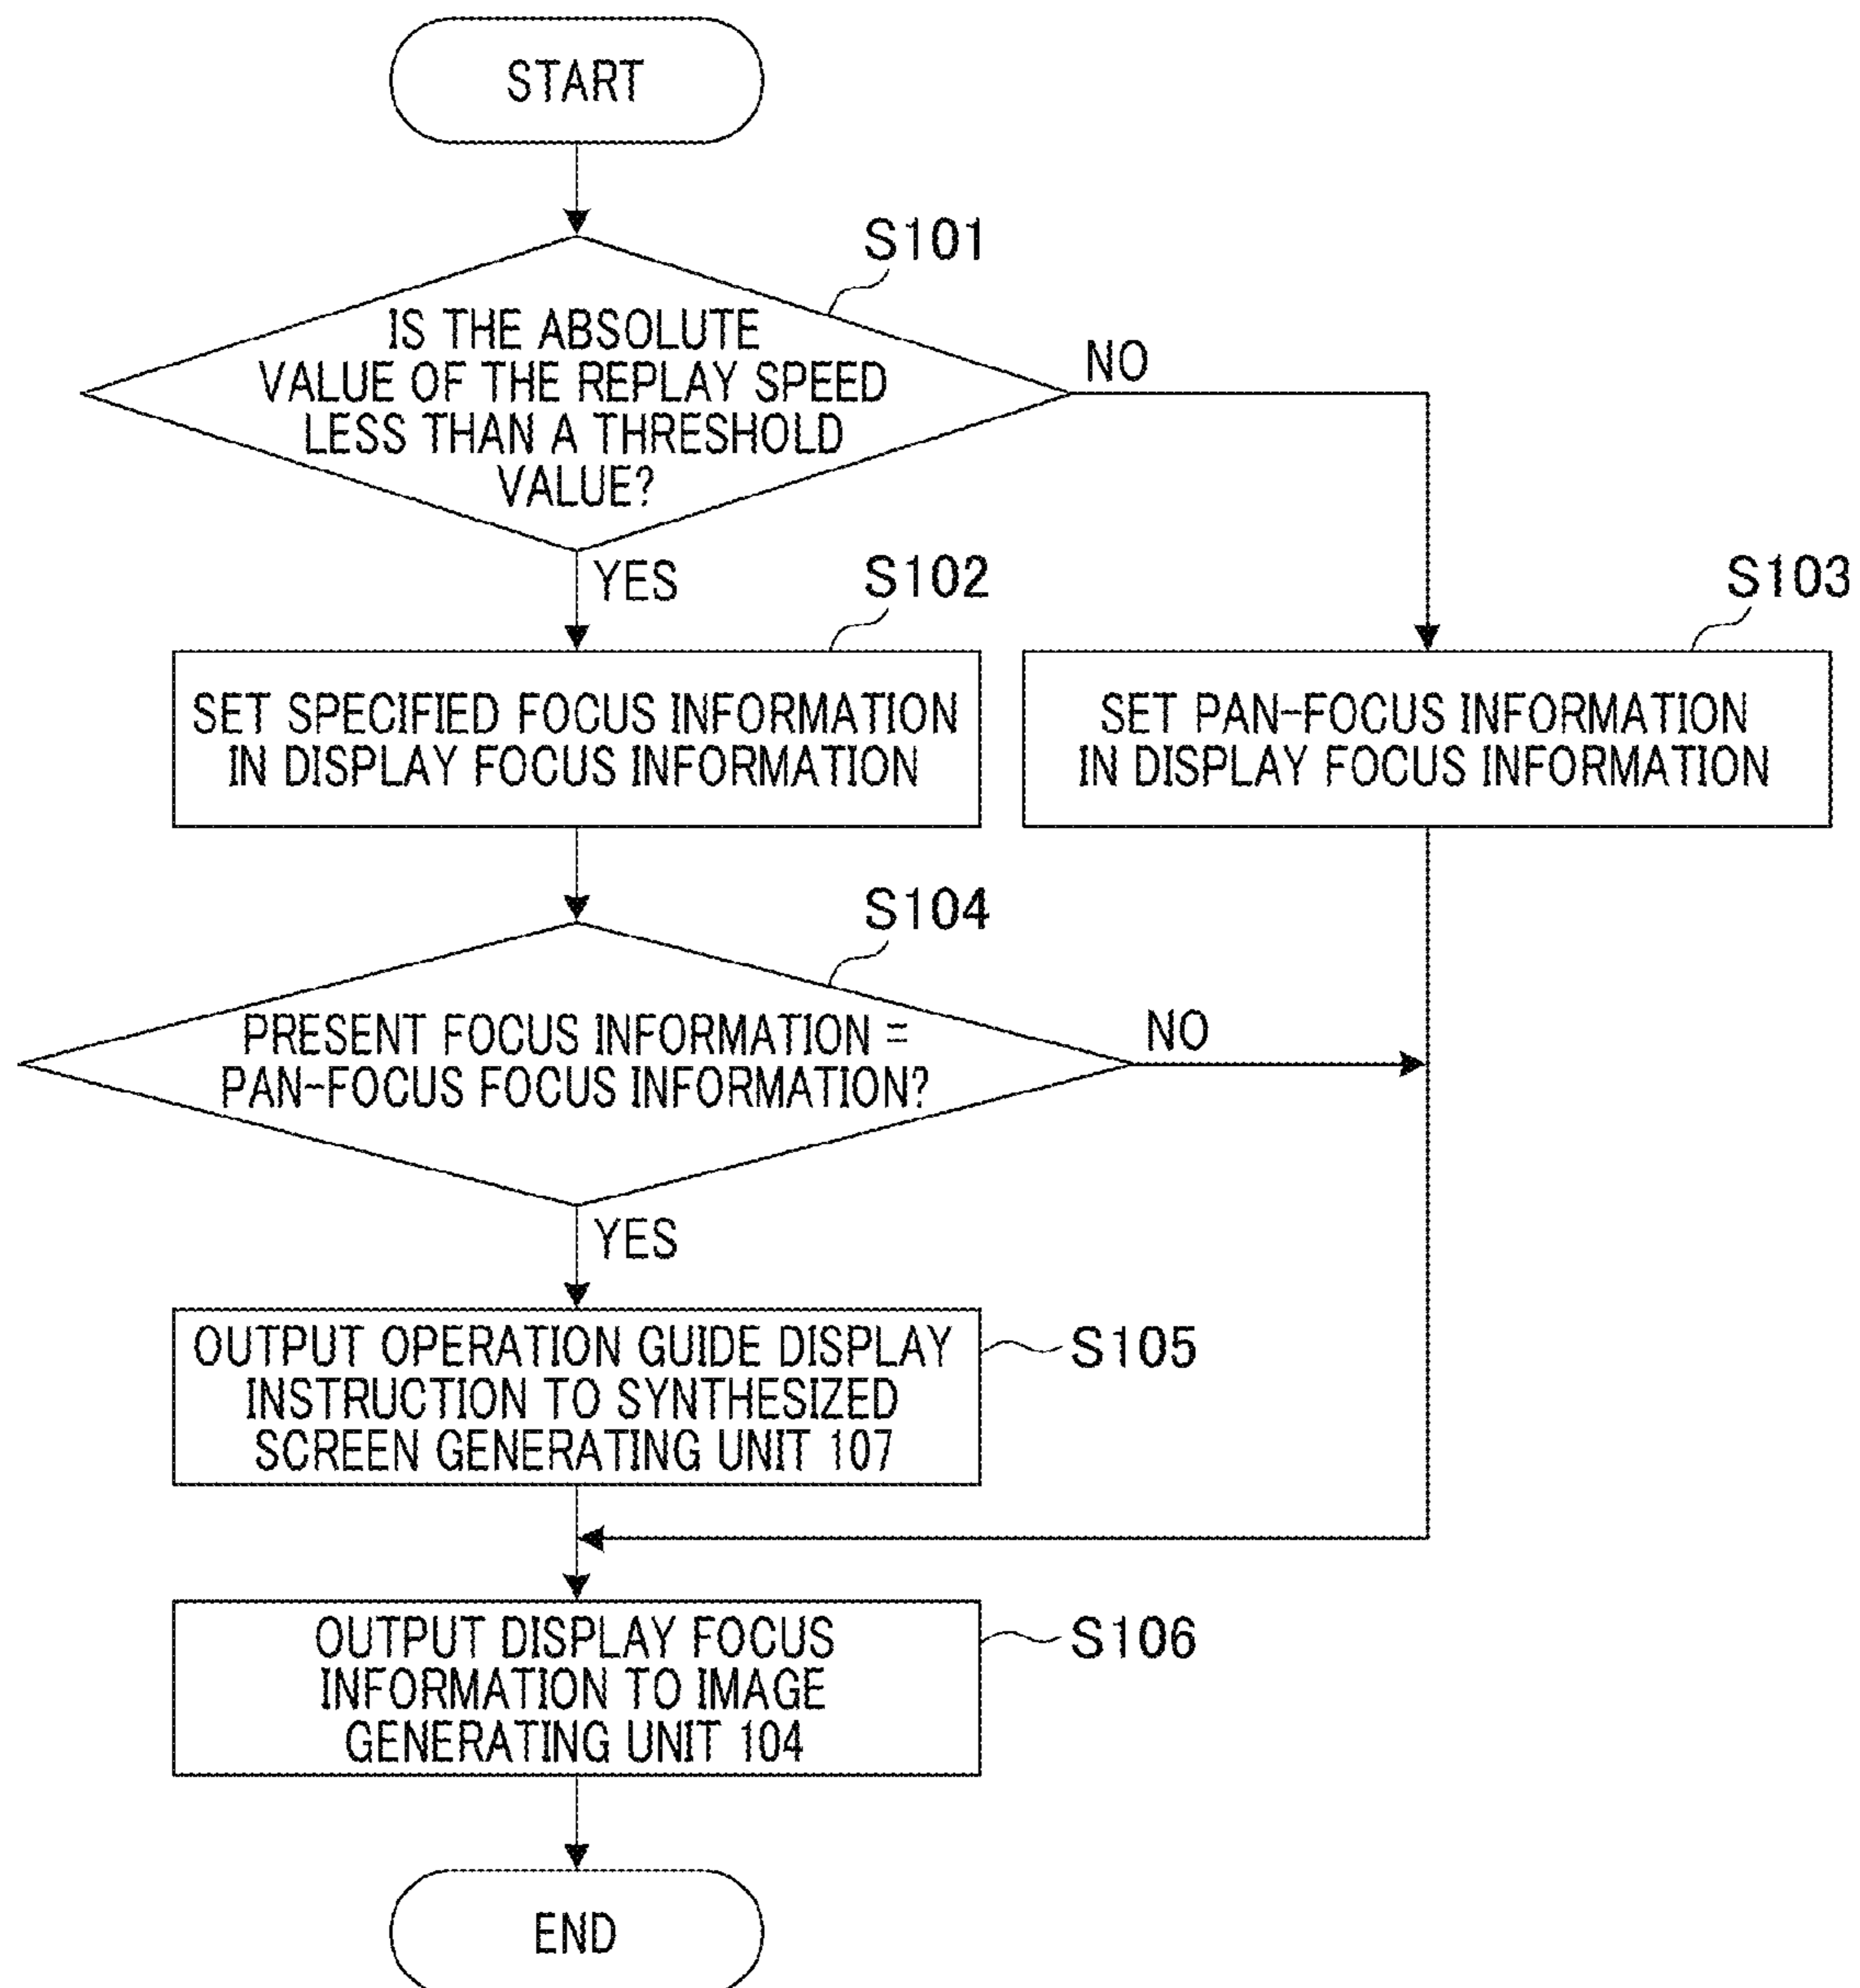 START
S101
IS THE ABSOLUTE
VALUE OF THE REPLAY SPEED
LESS THAN A THRESHOLD
VALUE?
NO
YES
S102
S103
SET SPECIFIED FOCUS INFORMATION
IN DISPLAY FOCUS INFORMATION
SET PAN-FOCUS INFORMATION
IN DISPLAY FOCUS INFORMATION
S104
PRESENT FOCUS INFORMATION =
PAN-FOCUS FOCUS INFORMATION?
NO
YES
OUTPUT OPERATION GUIDE DISPLAY
INSTRUCTION TO SYNTHESIZED
SCREEN GENERATING UNIT 107
S105
OUTPUT DISPLAY FOCUS
INFORMATION TO IMAGE
GENERATING UNIT 104
S106
END